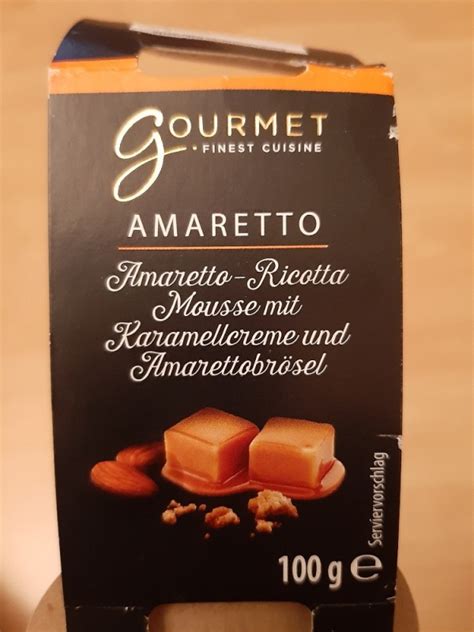 GOURMET
• FINEST CUISINE
AMARETTO
Amaretto-Ricotta
Mousse mit
Karamellcreme und
Amarettobrösel
Serviervorschlag
100 g ℮